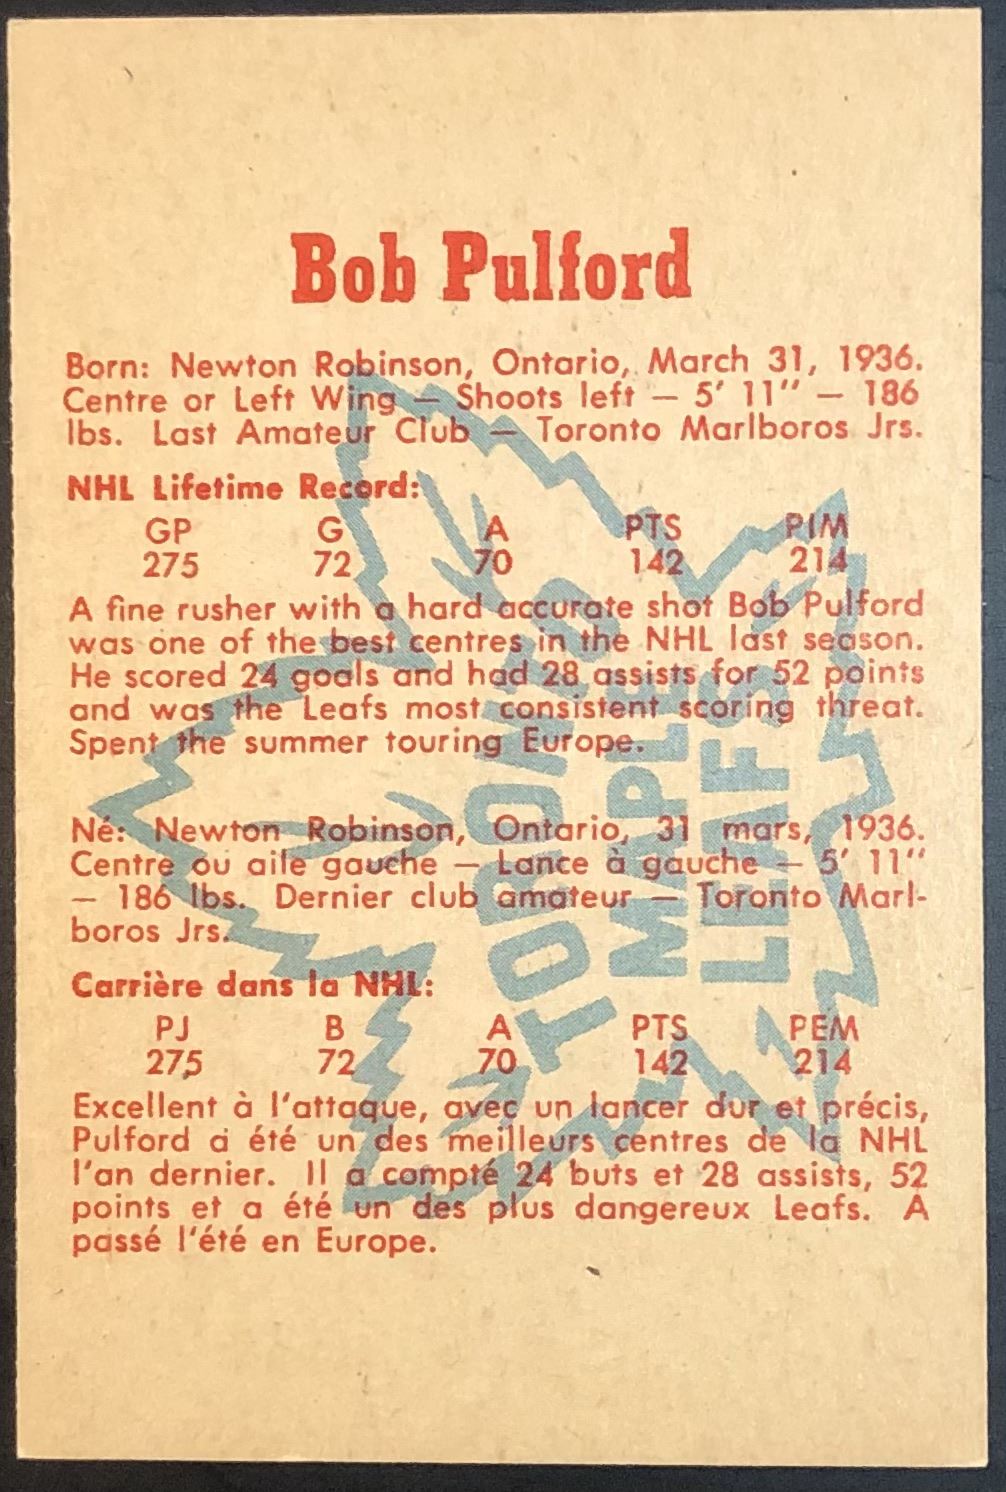 Bob Pulford
Born: Newton Robinson, Ontario, March 31, 1936.
Centre or Left Wing — Shoots left — 5′ 11″ — 186
lbs. Last Amateur Club — Toronto Marlboros Jrs.
NHL Lifetime Record:
GP G A PTS PIM
275 72 70 142 214
A fine rusher with a hard accurate shot Bob Pulford
was one of the best centres in the NHL last season.
He scored 24 goals and had 28 assists for 52 points
and was the Leafs most consistent scoring threat.
Spent the summer touring Europe.
Né: Newton Robinson, Ontario, 31 mars, 1936.
Centre ou aile gauche — Lance à gauche — 5′ 11″
— 186 lbs. Dernier club amateur — Toronto Marl-
boros Jrs.
Carrière dans la NHL:
PJ B A PTS PEM
275 72 70 142 214
Excellent à l'attaque, avec un lancer dur et précis,
Pulford a été un des meilleurs centres de la NHL
l'an dernier. Il a compté 24 buts et 28 assists, 52
points et a été un des plus dangereux Leafs. A
passé l'été en Europe.
TORONTO
MAPLE
LEAFS